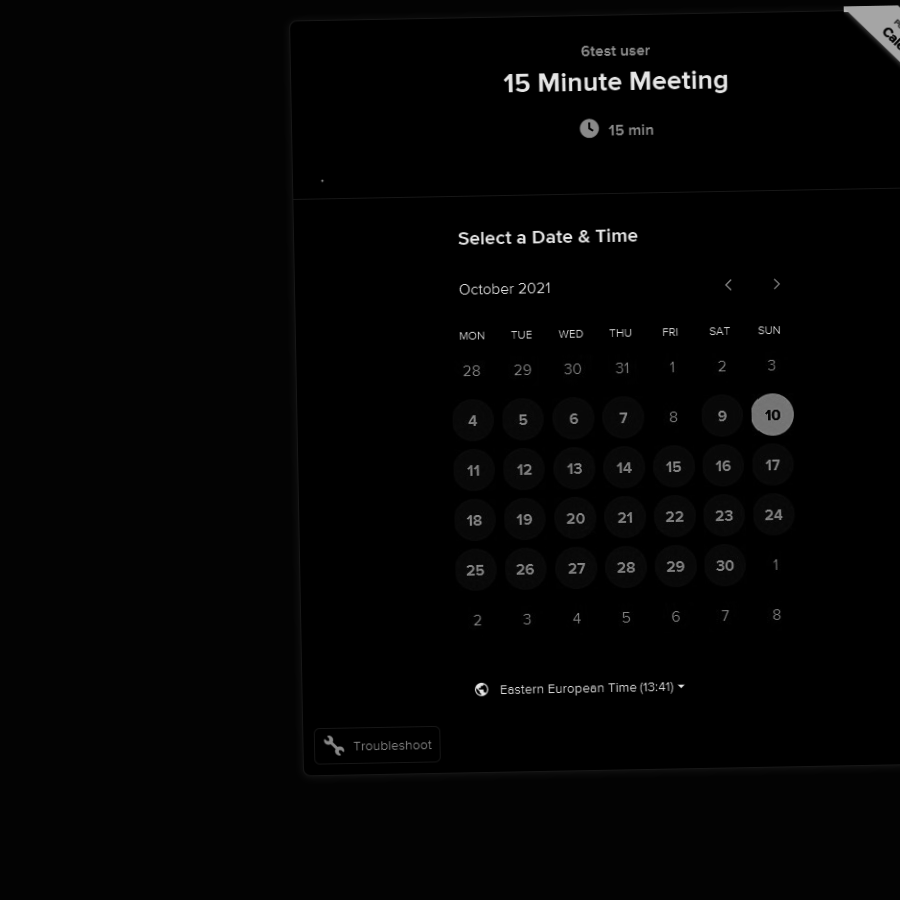 6test user
15 Minute Meeting
15 min
.
Select a Date & Time
October 2021
MON TUE WED THU FRI SAT SUN
28 29 30 31 1 2 3
4 5 6 7 8 9 10
11 12 13 14 15 16 17
18 19 20 21 22 23 24
25 26 27 28 29 30 1
2 3 4 5 6 7 8
Eastern European Time (13:41)
Troubleshoot